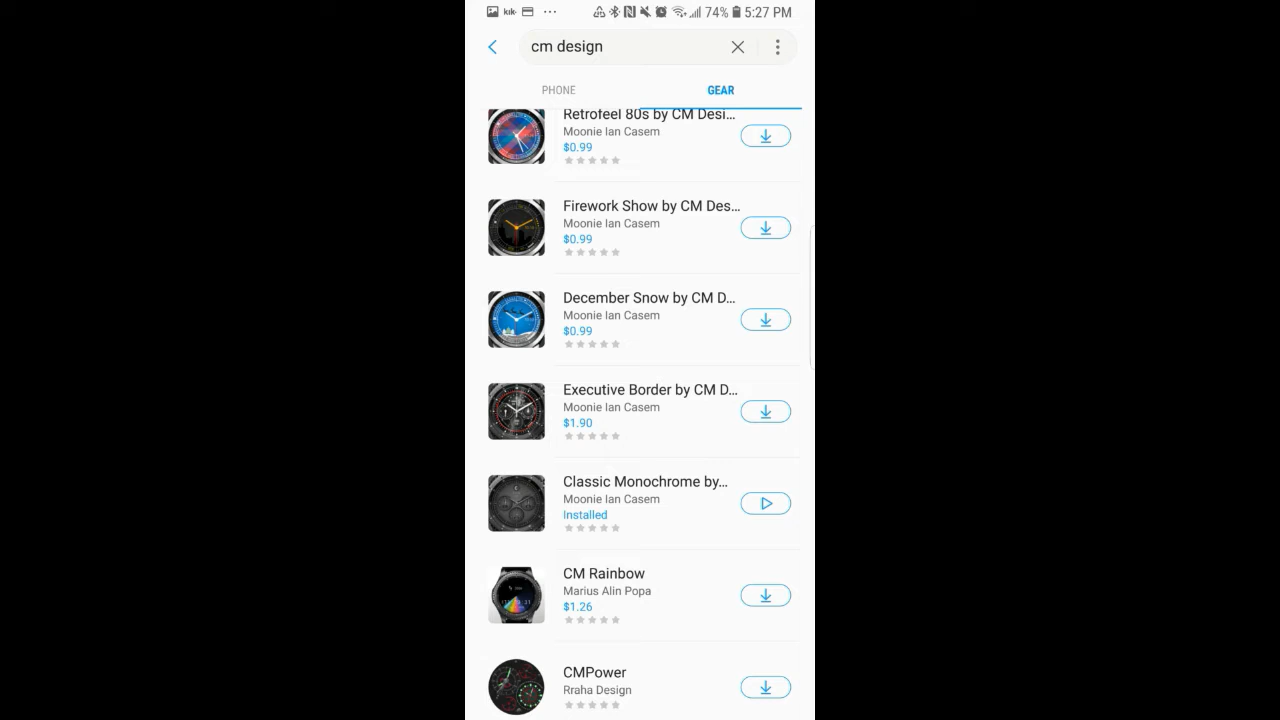 kik 74% 5:27 PM
cm design
PHONE GEAR
Retrofeel 80s by CM Desi...
Moonie Ian Casem
$0.99
Firework Show by CM Des...
Moonie Ian Casem
$0.99
December Snow by CM D...
Moonie Ian Casem
$0.99
Executive Border by CM D...
Moonie Ian Casem
$1.90
Classic Monochrome by...
Moonie Ian Casem
Installed
CM Rainbow
Marius Alin Popa
$1.26
CMPower
Rraha Design